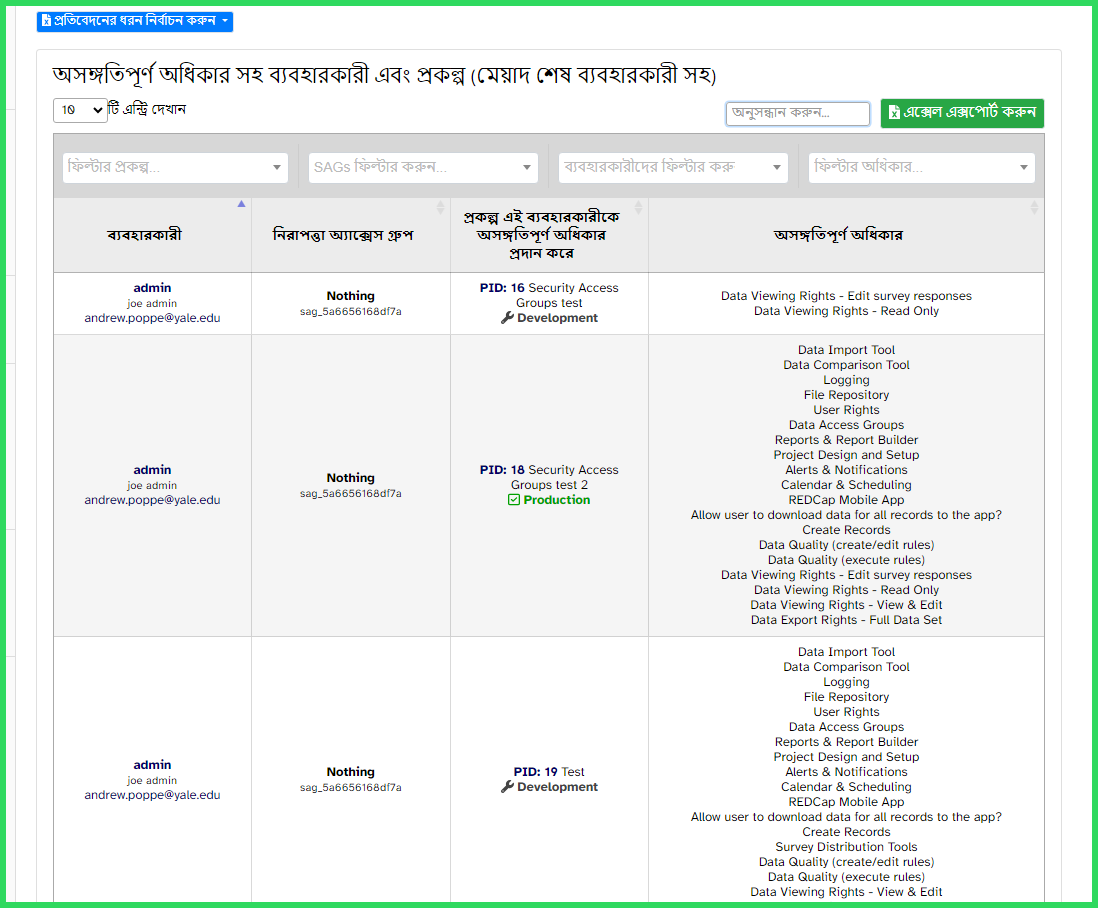 প্রতিবেদনের ধরন নির্বাচন করুন
অসঙ্গতিপূর্ণ অধিকার সহ ব্যবহারকারী এবং প্রকল্প (মেয়াদ শেষ ব্যবহারকারী সহ)
10 টি এন্ট্রি দেখান
অনুসন্ধান করুন...
এক্সেল এক্সপোর্ট করুন
ফিল্টার প্রকল্প...
SAGs ফিল্টার করুন...
ব্যবহারকারীদের ফিল্টার করু
ফিল্টার অধিকার...
ব্যবহারকারী
নিরাপত্তা অ্যাক্সেস গ্রুপ
প্রকল্প এই ব্যবহারকারীকে
অসঙ্গতিপূর্ণ অধিকার
প্রদান করে
অসঙ্গতিপূর্ণ অধিকার
admin
joe admin
andrew.poppe@yale.edu
Nothing
sag_5a6656168df7a
PID: 16 Security Access
Groups test
Development
Data Viewing Rights - Edit survey responses
Data Viewing Rights - Read Only
admin
joe admin
andrew.poppe@yale.edu
Nothing
sag_5a6656168df7a
PID: 18 Security Access
Groups test 2
Production
Data Import Tool
Data Comparison Tool
Logging
File Repository
User Rights
Data Access Groups
Reports & Report Builder
Project Design and Setup
Alerts & Notifications
Calendar & Scheduling
REDCap Mobile App
Allow user to download data for all records to the app?
Create Records
Data Quality (create/edit rules)
Data Quality (execute rules)
Data Viewing Rights - Edit survey responses
Data Viewing Rights - Read Only
Data Viewing Rights - View & Edit
Data Export Rights - Full Data Set
admin
joe admin
andrew.poppe@yale.edu
Nothing
sag_5a6656168df7a
PID: 19 Test
Development
Data Import Tool
Data Comparison Tool
Logging
File Repository
User Rights
Data Access Groups
Reports & Report Builder
Project Design and Setup
Alerts & Notifications
Calendar & Scheduling
REDCap Mobile App
Allow user to download data for all records to the app?
Create Records
Survey Distribution Tools
Data Quality (create/edit rules)
Data Quality (execute rules)
Data Viewing Rights - View & Edit